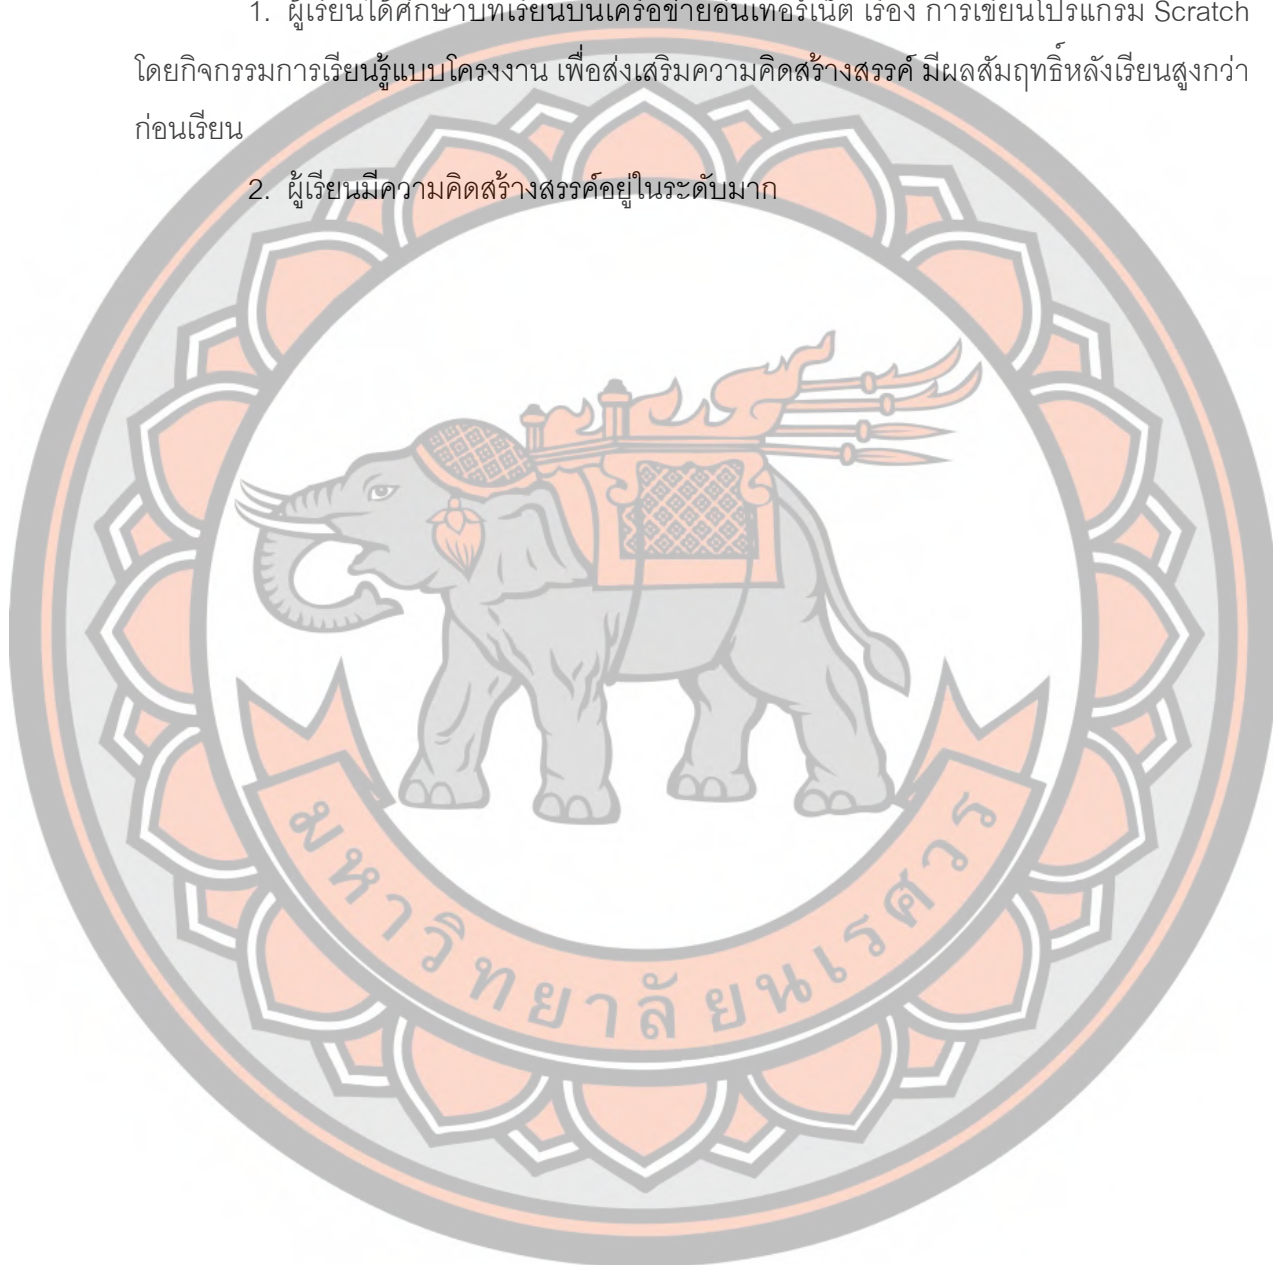 1. ผู้เรียนได้ศึกษาบทเรียนบนเครือข่ายอินเทอร์เน็ต เรื่อง การเขียนโปรแกรม Scratch
โดยกิจกรรมการเรียนรู้แบบโครงงาน เพื่อส่งเสริมความคิดสร้างสรรค์ มีผลสัมฤทธิ์หลังเรียนสูงกว่า
ก่อนเรียน
2. ผู้เรียนมีความคิดสร้างสรรค์อยู่ในระดับมาก
มหาวิทยาลัยนเรศวร